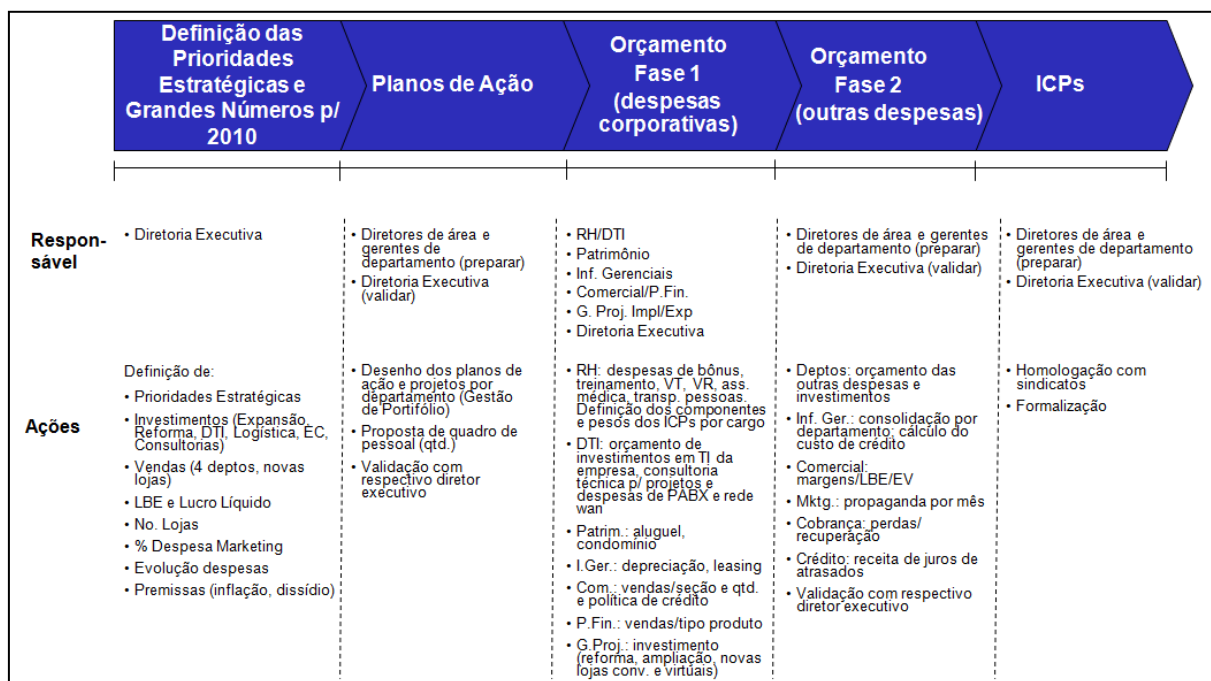 Definição das
Prioridades
Estratégicas e
Grandes Números p/
2010
Planos de Ação
Orçamento
Fase 1
(despesas
corporativas)
Orçamento
Fase 2
(outras despesas)
ICPs
Respon-
sável
• Diretoria Executiva
• Diretores de área e
gerentes de
departamento (preparar)
• Diretoria Executiva
(validar)
• RH/DTI
• Patrimônio
• Inf. Gerenciais
• Comercial/P.Fin.
• G. Proj. Impl/Exp
• Diretoria Executiva
• Diretores de área e gerentes
de departamento (preparar)
• Diretoria Executiva (validar)
• Diretores de área e
gerentes de departamento
(preparar)
• Diretoria Executiva (validar)
Ações
Definição de:
• Prioridades Estratégicas
• Investimentos (Expansão,
Reforma, DTI, Logística, EC,
Consultorias)
• Vendas (4 deptos, novas
lojas)
• LBE e Lucro Líquido
• No. Lojas
• % Despesa Marketing
• Evolução despesas
• Premissas (inflação, dissídio)
• Desenho dos planos de
ação e projetos por
departamento (Gestão
de Portifólio)
• Proposta de quadro de
pessoal (qtd.)
• Validação com
respectivo diretor
executivo
• RH: despesas de bônus,
treinamento, VT, VR, ass.
médica, transp. pessoas.
Definição dos componentes
e pesos dos ICPs por cargo
• DTI: orçamento de
investimentos em TI da
empresa, consultoria
técnica p/ projetos e
despesas de PABX e rede
wan
• Patrim.: aluguel,
condomínio
• I.Ger.: depreciação, leasing
• Com.: vendas/seção e qtd.
e política de crédito
• P.Fin.: vendas/tipo produto
• G.Proj.: investimento
(reforma, ampliação, novas
lojas conv. e virtuais)
• Deptos: orçamento das
outras despesas e
investimentos
• Inf. Ger.: consolidação por
departamento; cálculo do
custo de crédito
• Comercial:
margens/LBE/EV
• Mktg.: propaganda por mês
• Cobrança: perdas/
recuperação
• Crédito: receita de juros de
atrasados
• Validação com respectivo
diretor executivo
• Homologação com
sindicatos
• Formalização